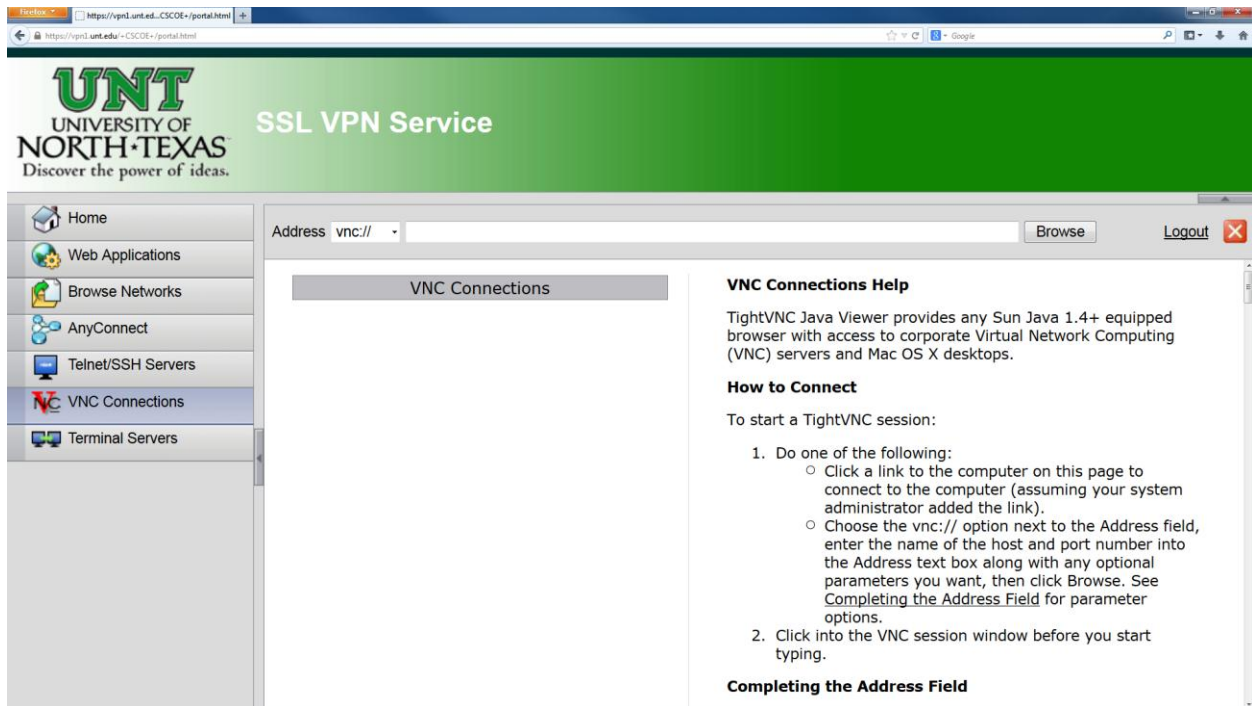 Firefox
https://vpn1.unt.ed...CSCOE+/portal.html
https://vpn1.unt.edu/+CSCOE+/portal.html
Google
UNT
UNIVERSITY OF
NORTH·TEXAS
Discover the power of ideas.
SSL VPN Service
Home
Web Applications
Browse Networks
AnyConnect
Telnet/SSH Servers
VNC Connections
Terminal Servers
Address vnc://
Browse
Logout
VNC Connections
VNC Connections Help
TightVNC Java Viewer provides any Sun Java 1.4+ equipped
browser with access to corporate Virtual Network Computing
(VNC) servers and Mac OS X desktops.
How to Connect
To start a TightVNC session:
1. Do one of the following:
○ Click a link to the computer on this page to
connect to the computer (assuming your system
administrator added the link).
○ Choose the vnc:// option next to the Address field,
enter the name of the host and port number into
the Address text box along with any optional
parameters you want, then click Browse. See
Completing the Address Field for parameter
options.
2. Click into the VNC session window before you start
typing.
Completing the Address Field